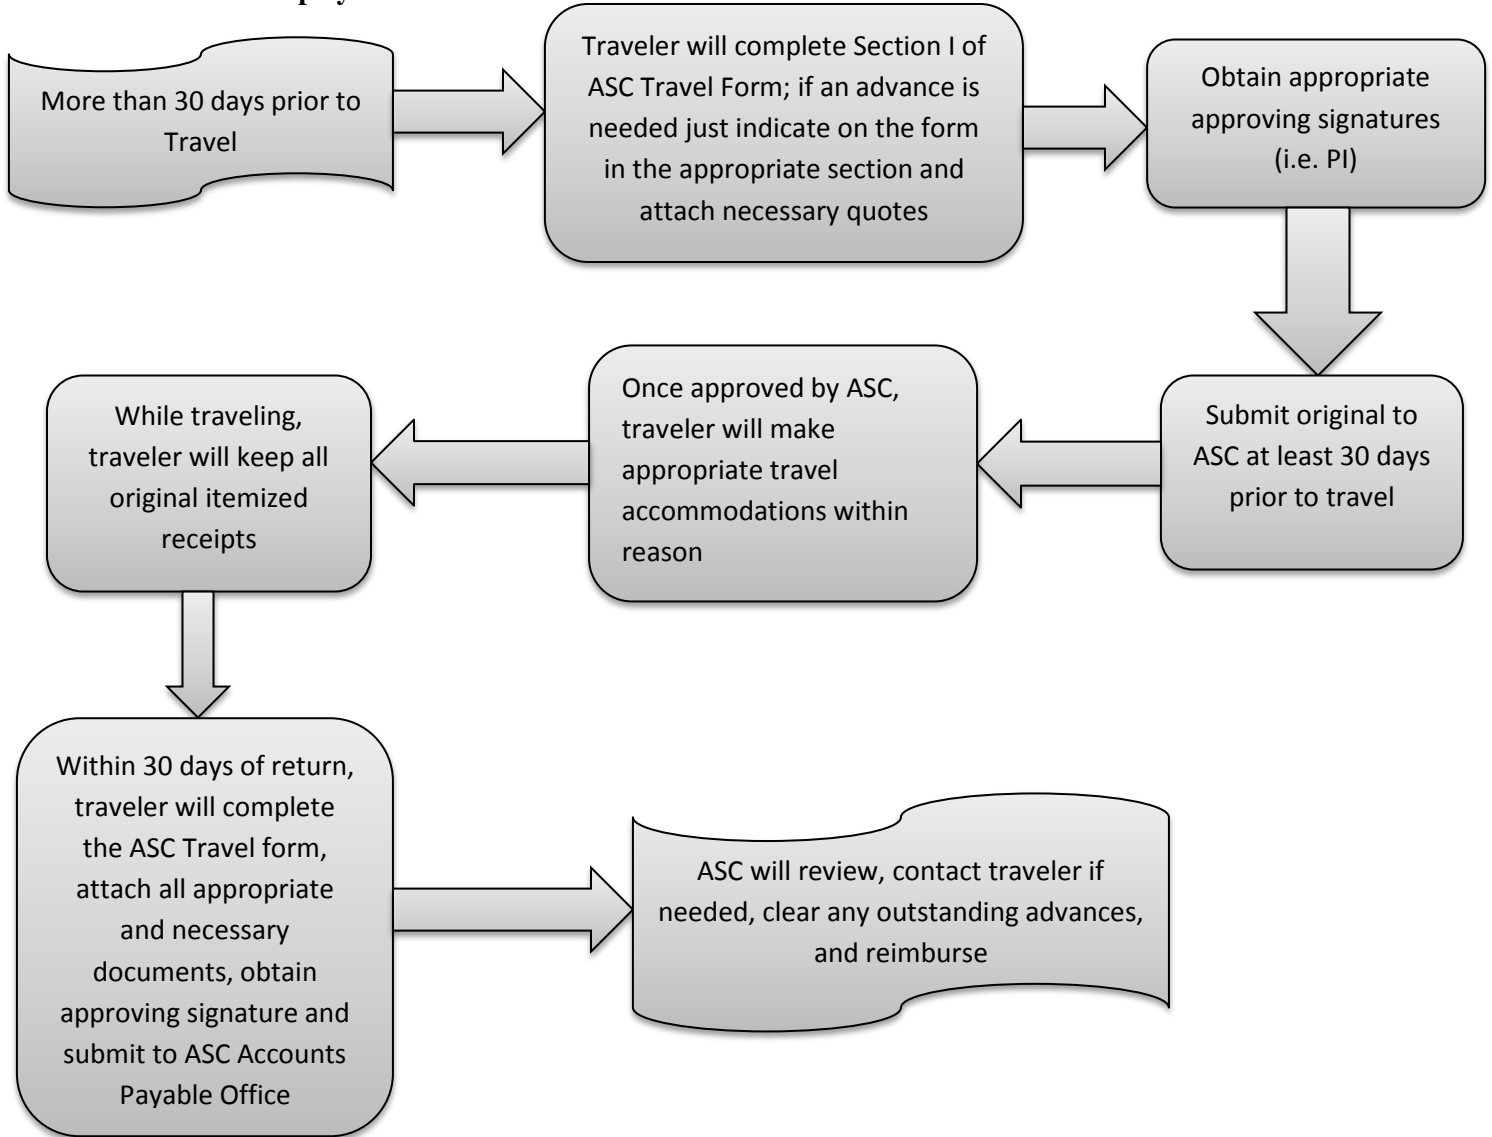 More than 30 days prior to
Travel
Traveler will complete Section I of
ASC Travel Form; if an advance is
needed just indicate on the form
in the appropriate section and
attach necessary quotes
Obtain appropriate
approving signatures
(i.e. PI)
Submit original to
ASC at least 30 days
prior to travel
Once approved by ASC,
traveler will make
appropriate travel
accommodations within
reason
While traveling,
traveler will keep all
original itemized
receipts
Within 30 days of return,
traveler will complete
the ASC Travel form,
attach all appropriate
and necessary
documents, obtain
approving signature and
submit to ASC Accounts
Payable Office
ASC will review, contact traveler if
needed, clear any outstanding advances,
and reimburse